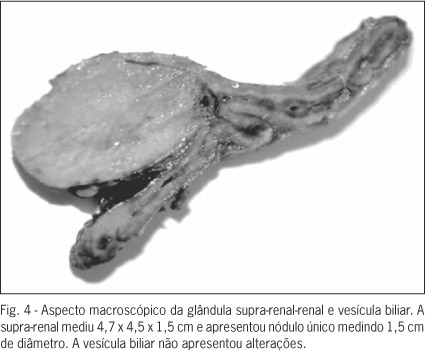 Fig. 4 - Aspecto macroscópico da glândula supra-renal-renal e vesícula biliar. A
supra-renal mediu 4,7 x 4,5 x 1,5 cm e apresentou nódulo único medindo 1,5 cm
de diâmetro. A vesícula biliar não apresentou alterações.